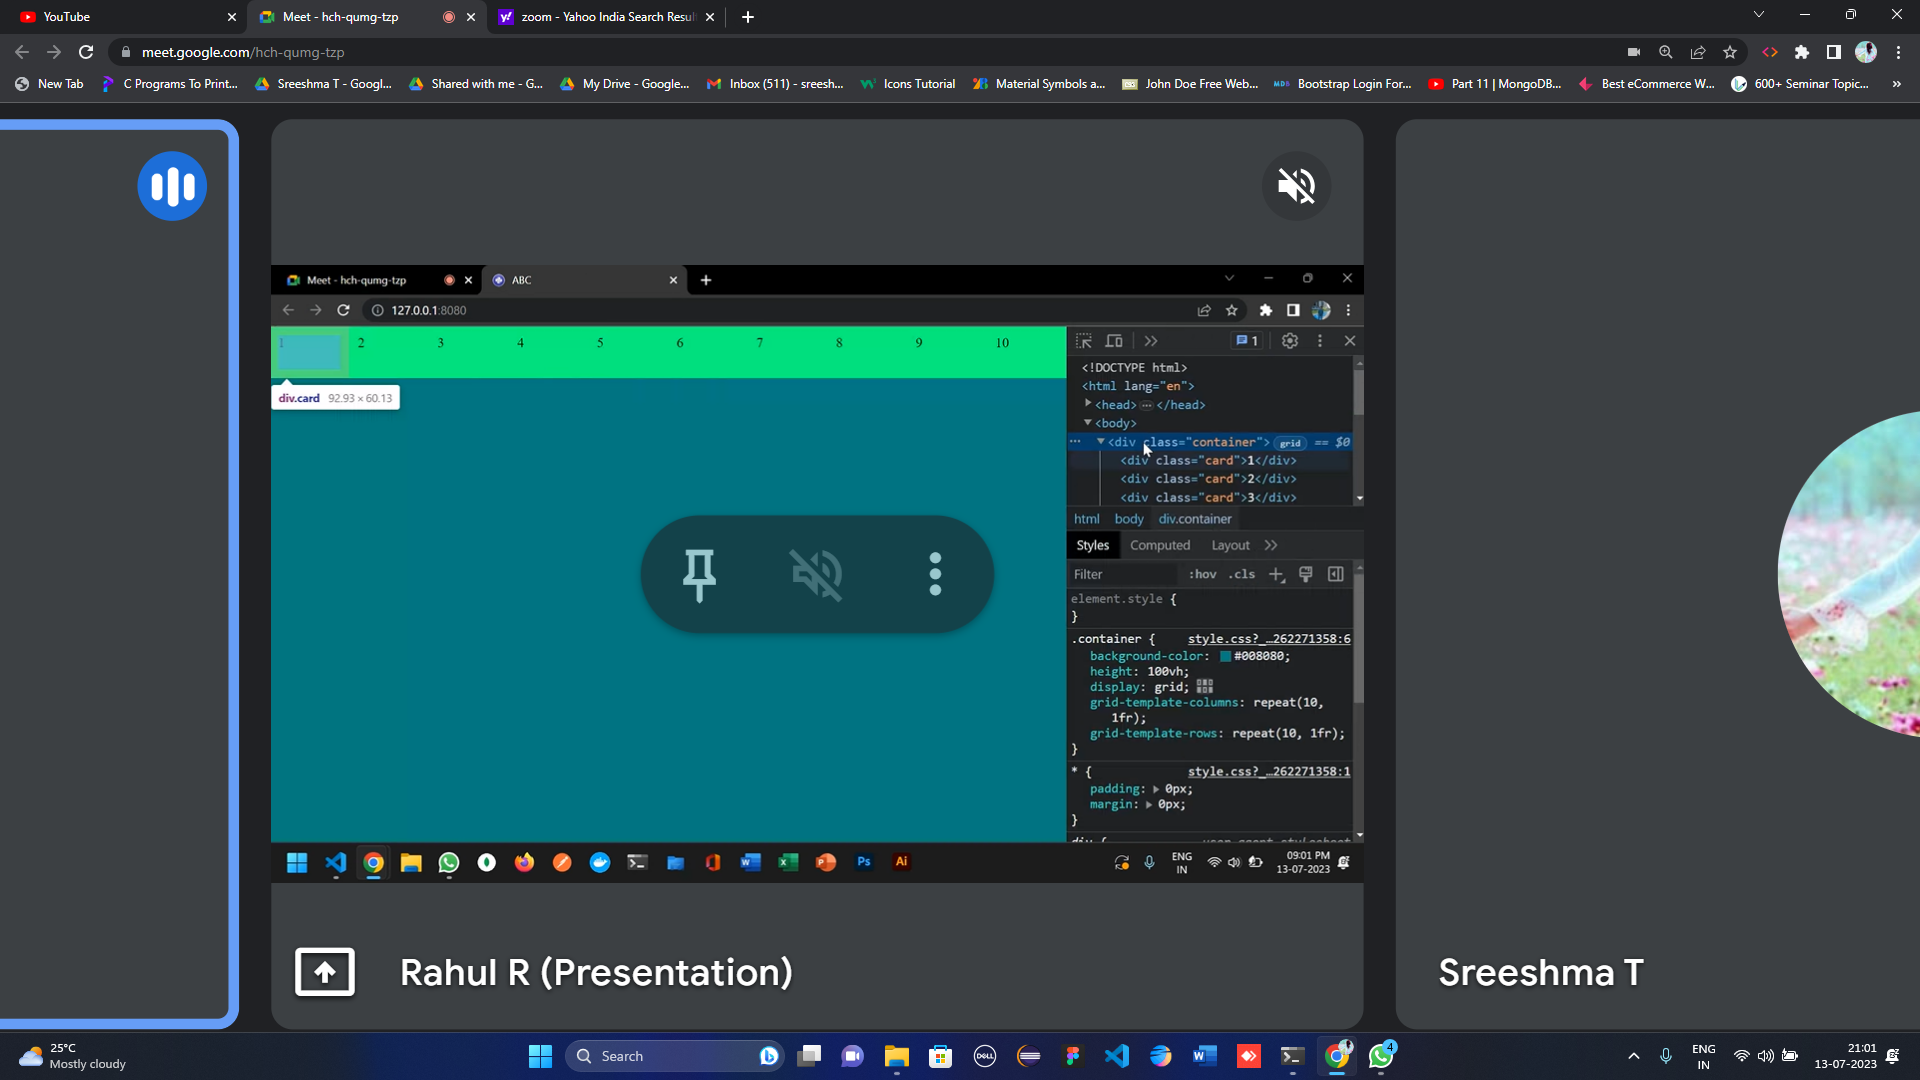 YouTube
Meet - hch-qumg-tzp
zoom - Yahoo India Search Resul
meet.google.com/hch-qumg-tzp
New Tab
C Programs To Print...
Sreeshma T - Googl...
Shared with me - G...
My Drive - Google...
Inbox (511) - sreesh...
Icons Tutorial
Material Symbols a...
John Doe Free Web...
Bootstrap Login For...
Part 11 | MongoDB...
Best eCommerce W...
600+ Seminar Topic...
Meet - hch-qumg-tzp
ABC
127.0.0.1:8080
1 2 3 4 5 6 7 8 9 10
div.card 92.93 × 60.13
1
<!DOCTYPE html>
<html lang="en">
<head> ... </head>
<body>
<div class="container"> grid == $0
<div class="card">1</div>
<div class="card">2</div>
<div class="card">3</div>
html body div.container
Styles Computed Layout
Filter :hov .cls
element.style {
}
.container { style.css?_…262271358:6
background-color: #008080;
height: 100vh;
display: grid;
grid-template-columns: repeat(10,
1fr);
grid-template-rows: repeat(10, 1fr);
}
* { style.css?_…262271358:1
padding: 0px;
margin: 0px;
}
ENG
IN
09:01 PM
13-07-2023
Rahul R (Presentation)
Sreeshma T
25°C
Mostly cloudy
Search
DELL
4
ENG
IN
21:01
13-07-2023